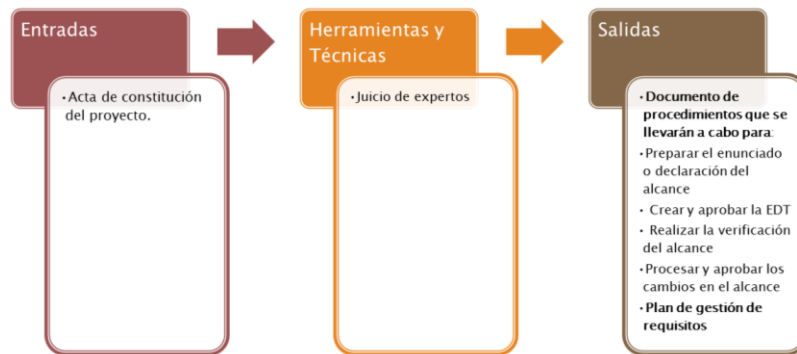 Entradas
· Acta de constitución
del proyecto.
Herramientas y
Técnicas
· Juicio de expertos
Salidas
· Documento de
procedimientos que se
llevarán a cabo para:
· Preparar el enunciado
o declaración del
alcance
· Crear y aprobar la EDT
· Realizar la verificación
del alcance
· Procesar y aprobar los
cambios en el alcance
· Plan de gestión de
requisitos